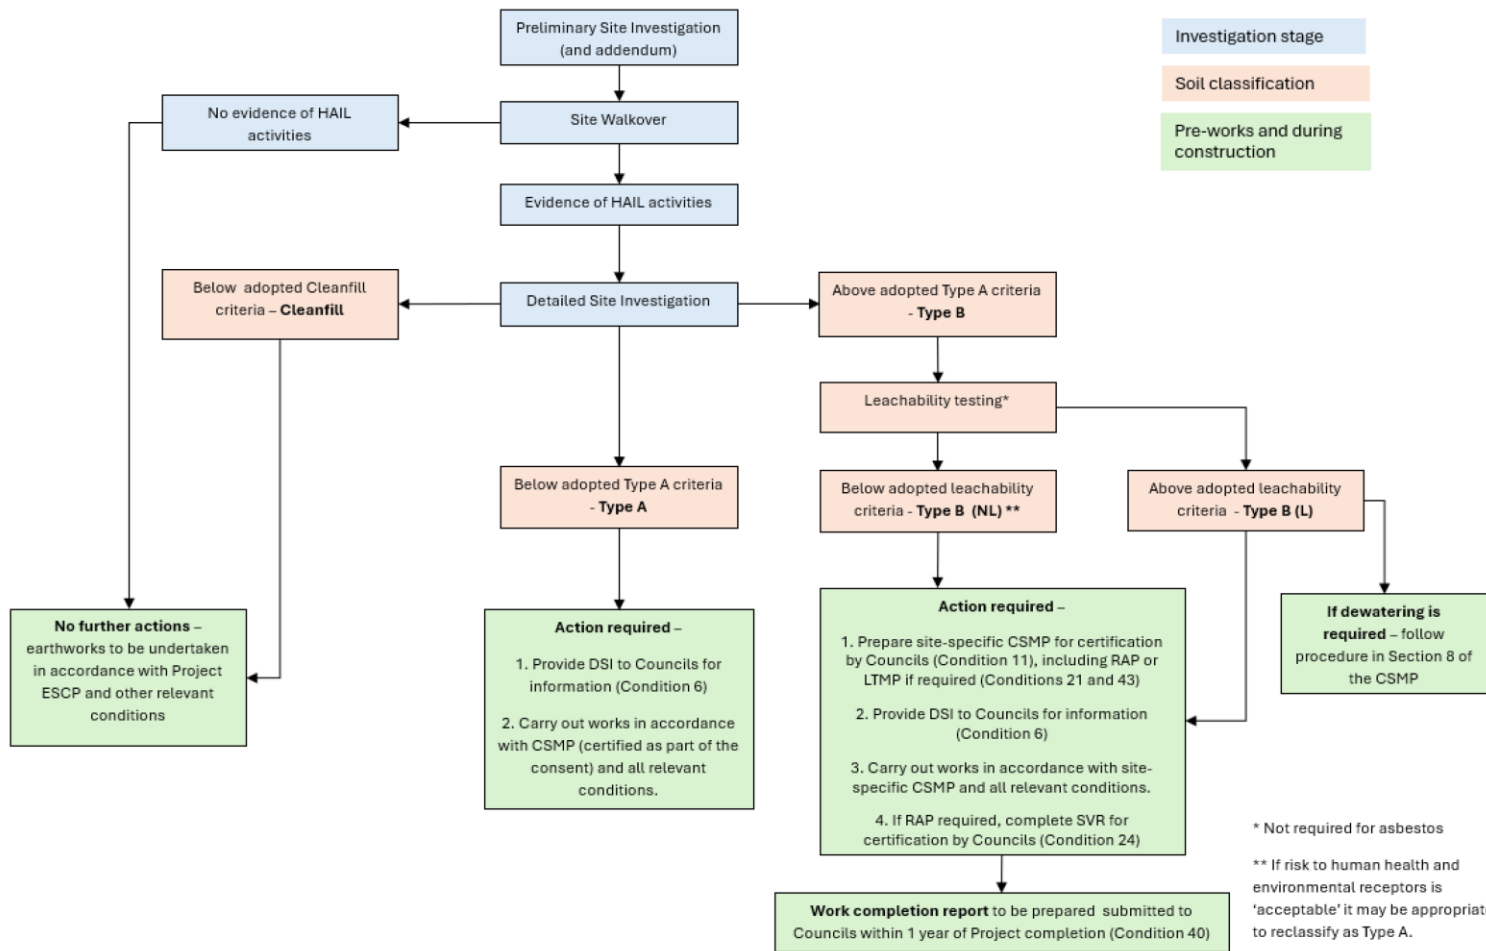 Preliminary Site Investigation
(and addendum)
Investigation stage
Soil classification
Pre-works and during
construction
No evidence of HAIL
activities
Site Walkover
Evidence of HAIL activities
Below adopted Cleanfill
criteria – Cleanfill
Detailed Site Investigation
Above adopted Type A criteria
- Type B
Leachability testing*
Below adopted Type A criteria
- Type A
Below adopted leachability
criteria - Type B (NL) **
Above adopted leachability
criteria - Type B (L)
No further actions –
earthworks to be undertaken
in accordance with Project
ESCP and other relevant
conditions
Action required –
1. Provide DSI to Councils for
information (Condition 6)
2. Carry out works in accordance
with CSMP (certified as part of the
consent) and all relevant
conditions.
Action required –
1. Prepare site-specific CSMP for certification
by Councils (Condition 11), including RAP or
LTMP if required (Conditions 21 and 43)
2. Provide DSI to Councils for information
(Condition 6)
3. Carry out works in accordance with site-
specific CSMP and all relevant conditions.
4. If RAP required, complete SVR for
certification by Councils (Condition 24)
If dewatering is
required – follow
procedure in Section 8 of
the CSMP
Work completion report to be prepared submitted to
Councils within 1 year of Project completion (Condition 40)
* Not required for asbestos
** If risk to human health and
environmental receptors is
‘acceptable’ it may be appropriate
to reclassify as Type A.